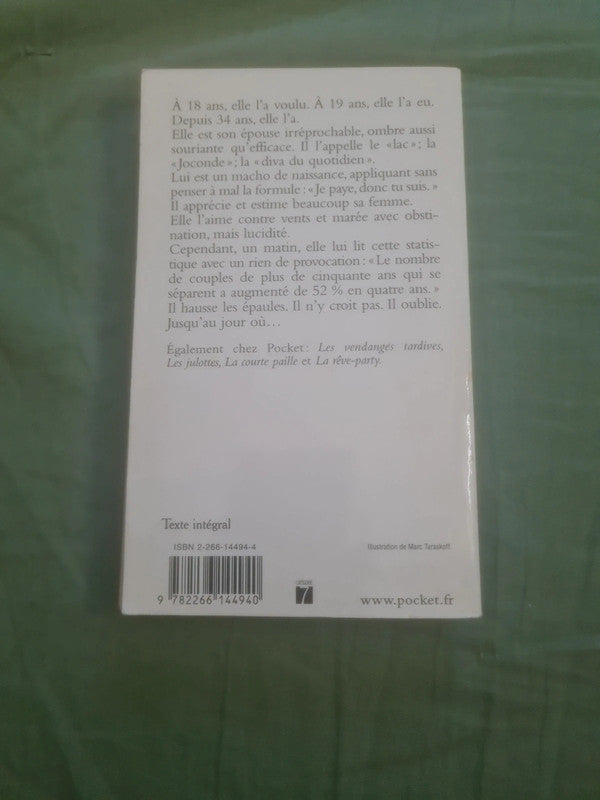 À 18 ans, elle l'a voulu. À 19 ans, elle l'a eu.
Depuis 34 ans, elle l'a.
Elle est son épouse irréprochable, ombre aussi
souriante qu'efficace. Il l'appelle le «lac»; la
«Joconde»; la «diva du quotidien».
Lui est un macho de naissance, appliquant sans
penser à mal la formule : «Je paye, donc tu suis.»
Il apprécie et estime beaucoup sa femme.
Elle l'aime contre vents et marée avec obsti-
nation, mais lucidité.
Cependant, un matin, elle lui lit cette statis-
tique avec un rien de provocation : «Le nombre
de couples de plus de cinquante ans qui se
séparent a augmenté de 52 % en quatre ans.»
Il hausse les épaules. Il n'y croit pas. Il oublie.
Jusqu'au jour où…
Également chez Pocket : Les vendanges tardives,
Les julottes, La courte paille et La rêve-party.
Texte intégral
ISBN 2-266-14494-4
Illustration de Marc Taraskoff
9 782266 144940
CATÉGORIE
7
www.pocket.fr